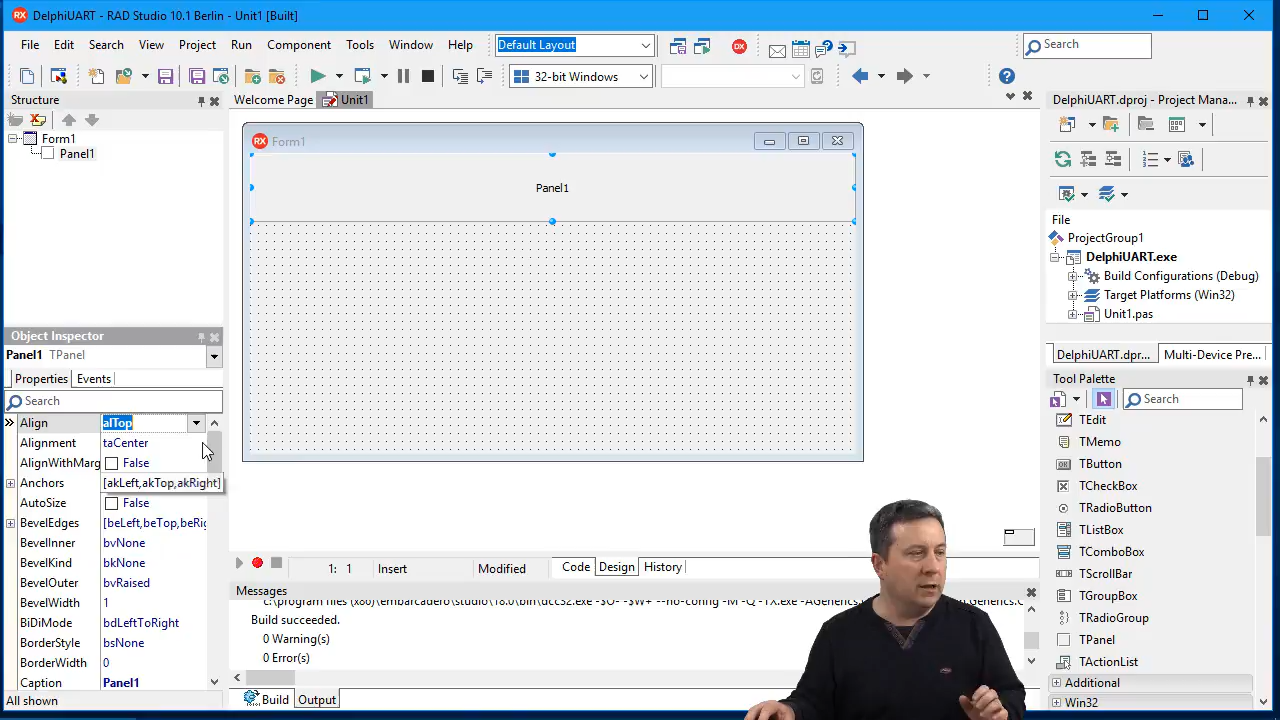 DelphiUART - RAD Studio 10.1 Berlin - Unit1 [Built]
File Edit Search View Project Run Component Tools Window Help
Default Layout
Search
32-bit Windows
Structure
Form1
Panel1
Welcome Page
Unit1
Form1
Panel1
Object Inspector
Panel1 TPanel
Properties Events
Search
Align alTop
Alignment taCenter
AlignWithMarg False
Anchors [akLeft,akTop,akRight]
AutoSize False
BevelEdges [beLeft,beTop,beRig
BevelInner bvNone
BevelKind bkNone
BevelOuter bvRaised
BevelWidth 1
BiDiMode bdLeftToRight
BorderStyle bsNone
BorderWidth 0
Caption Panel1
All shown
1: 1 Insert Modified Code Design History
Messages
Build succeeded.
0 Warning(s)
0 Error(s)
Build Output
DelphiUART.dproj - Project Mana...
File
ProjectGroup1
DelphiUART.exe
Build Configurations (Debug)
Target Platforms (Win32)
Unit1.pas
DelphiUART.dpr... Multi-Device Pre...
Tool Palette
Search
TEdit
TMemo
TButton
TCheckBox
TRadioButton
TListBox
TComboBox
TScrollBar
TGroupBox
TRadioGroup
TPanel
TActionList
Additional
Win32